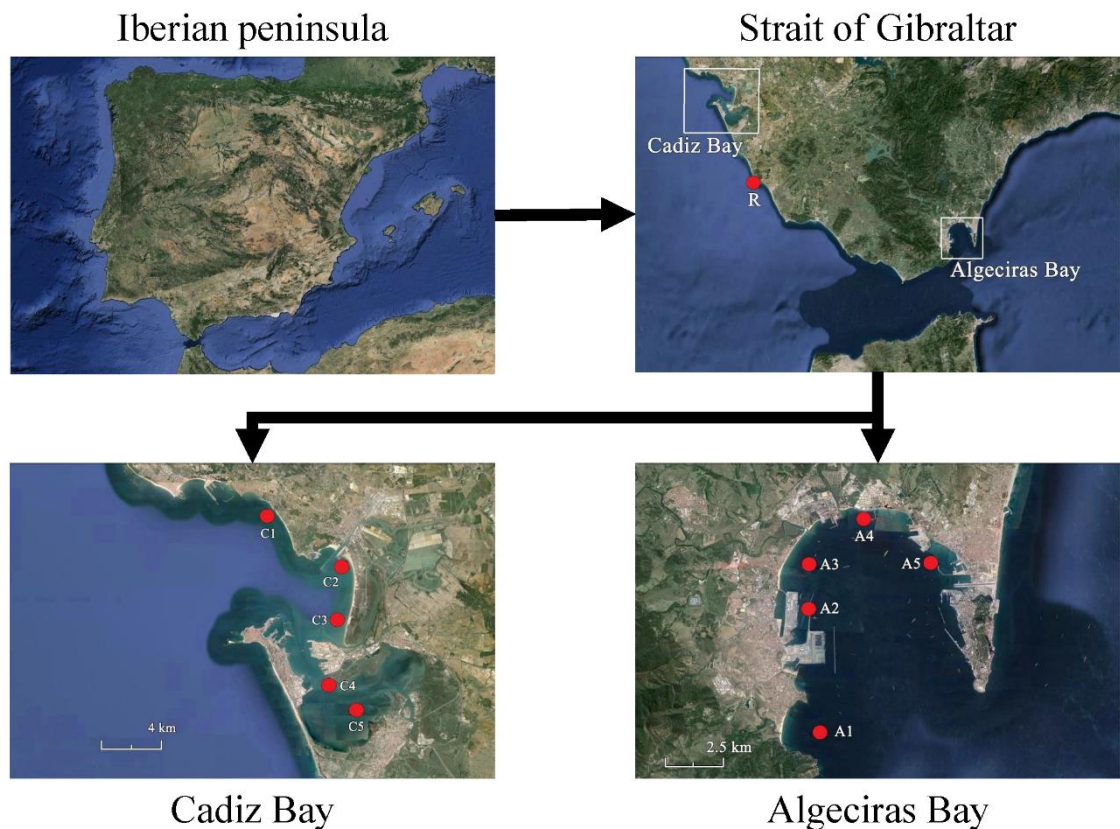 Iberian peninsula
Strait of Gibraltar
Cadiz Bay
R
Algeciras Bay
C1
C2
C3
C4
C5
4 km
A4
A3
A5
A2
A1
2.5 km
Cadiz Bay
Algeciras Bay